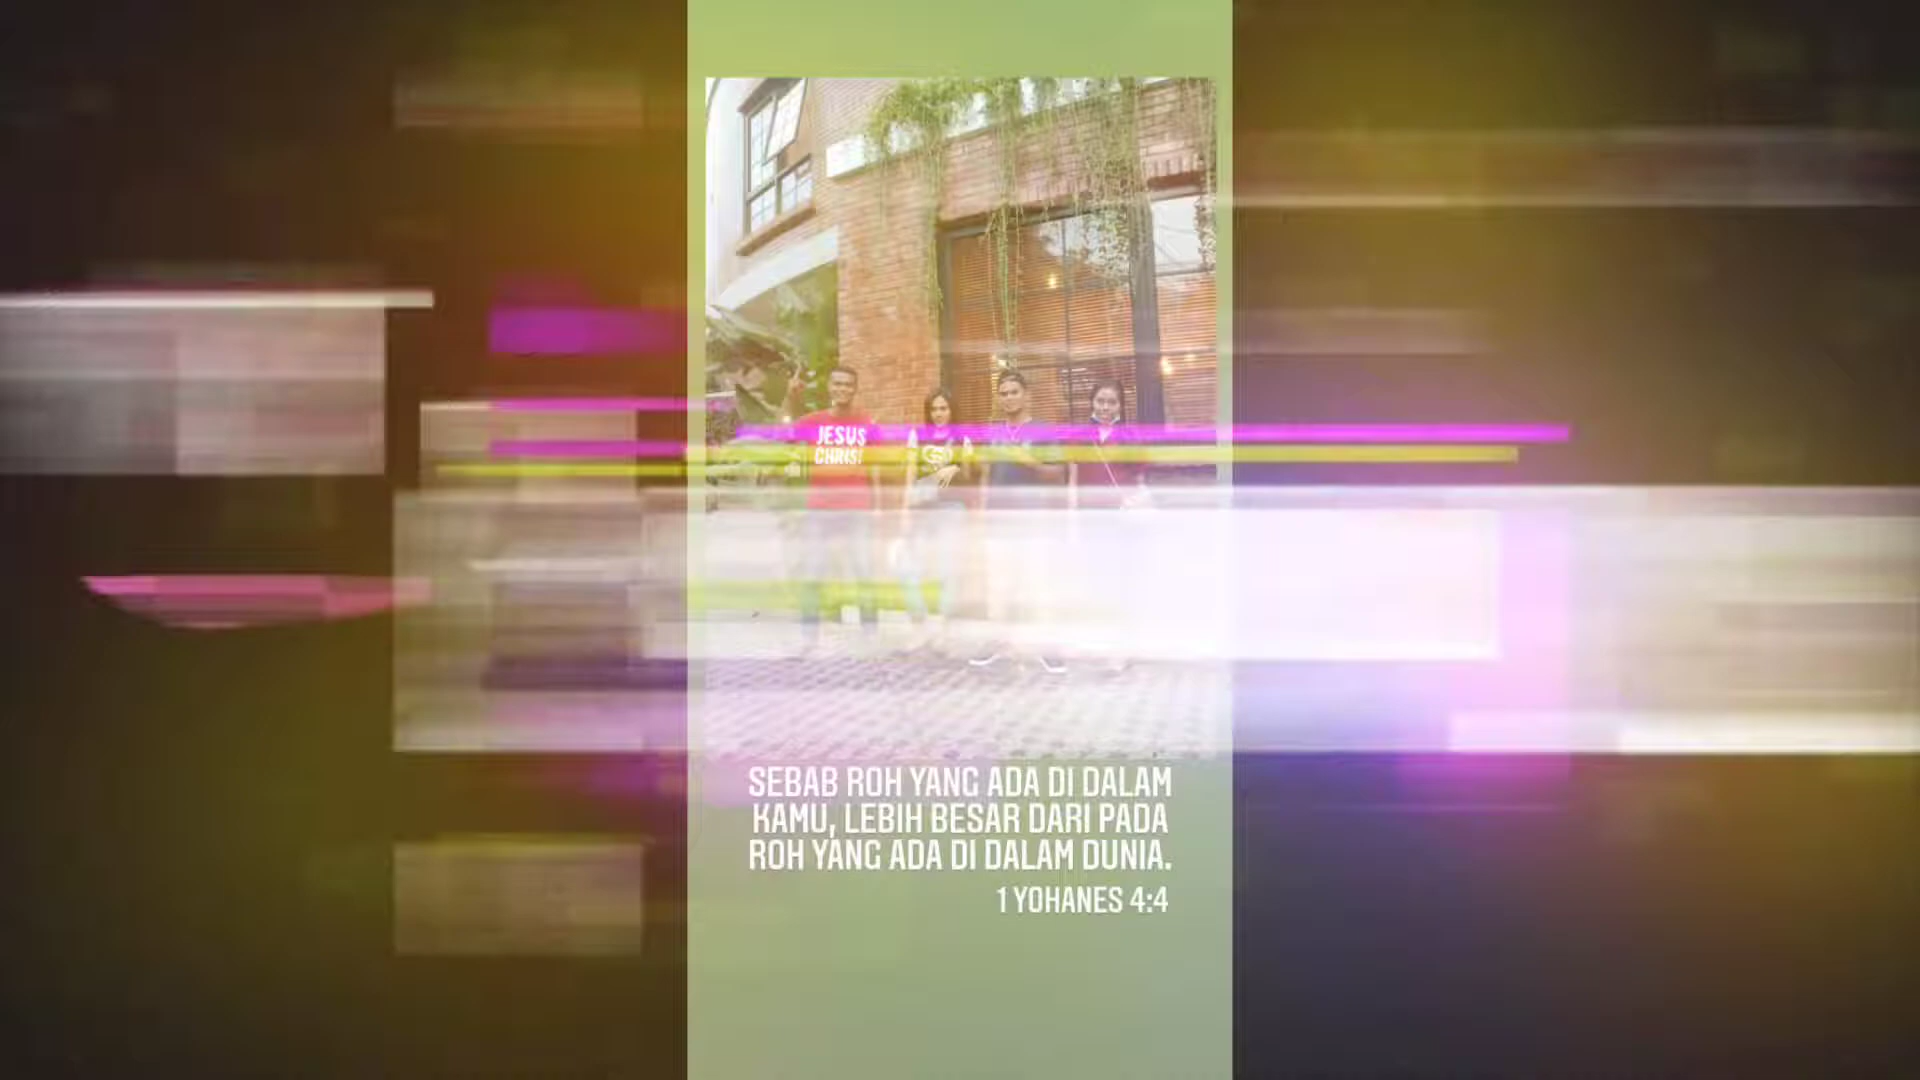 JESUS
CHRIST
SEBAB ROH YANG ADA DI DALAM
KAMU, LEBIH BESAR DARI PADA
ROH YANG ADA DI DALAM DUNIA.
1 YOHANES 4:4